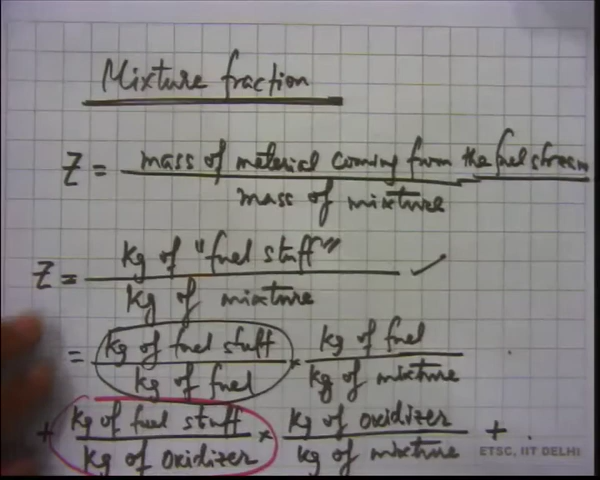 Mixture fraction
Z = mass of material coming from the fuel stream / mass of mixture
Z = kg of "fuel stuff" / kg of mixture ✓
= kg of fuel stuff / kg of fuel × kg of fuel / kg of mixture
+ kg of fuel stuff / kg of oxidizer × kg of oxidizer / kg of mixture + .
ETSC, IIT DELHI